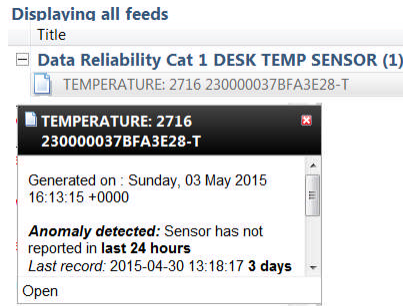 Displaying all feeds
Title
Data Reliability Cat 1 DESK TEMP SENSOR (1)
TEMPERATURE: 2716 230000037BFA3E28-T
TEMPERATURE: 2716
230000037BFA3E28-T
Generated on : Sunday, 03 May 2015
16:13:15 +0000
Anomaly detected: Sensor has not
reported in last 24 hours
Last record: 2015-04-30 13:18:17 3 days
Open